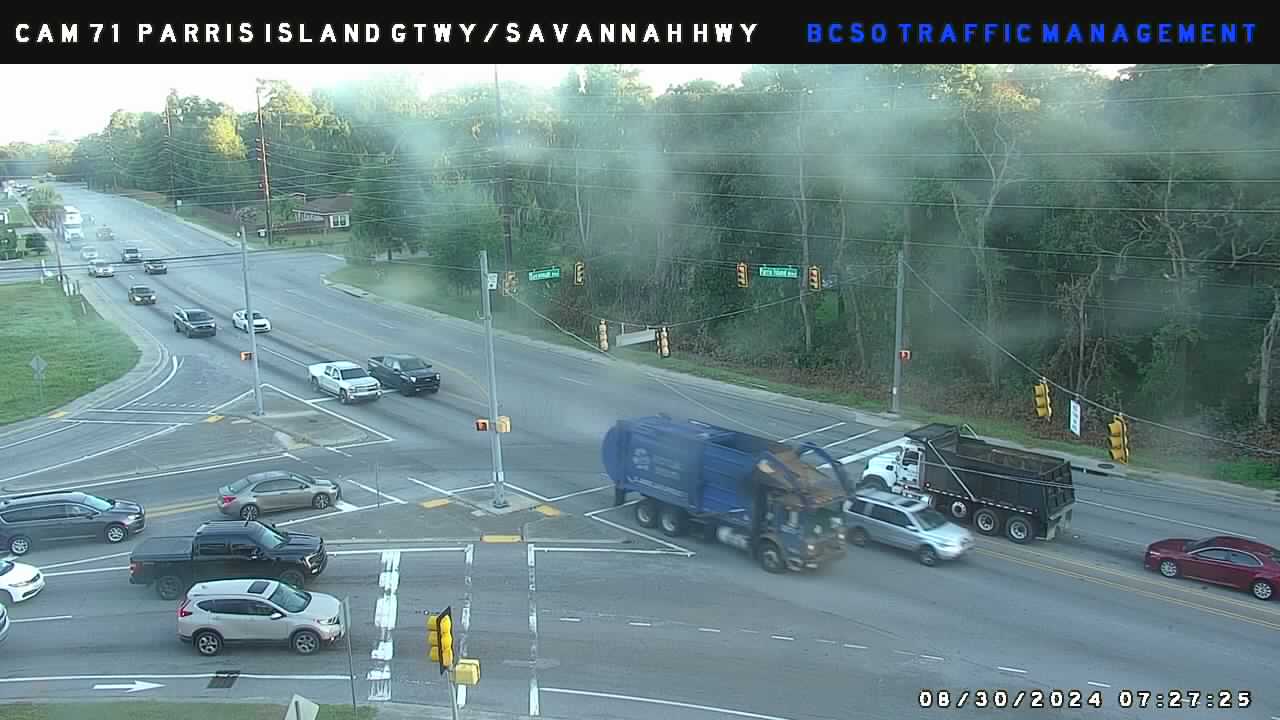 CAM 71 PARRIS ISLAND GTWY/SAVANNAH HWY BCSO TRAFFIC MANAGEMENT
08/30/2024 07:27:25